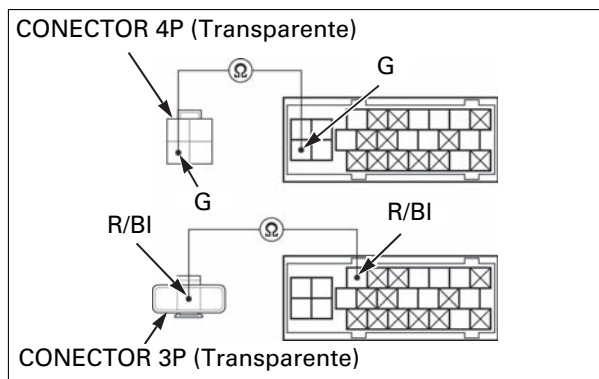 CONECTOR 4P (Transparente)
Ω
G
G
R/Bl
Ω
R/Bl
CONECTOR 3P (Transparente)